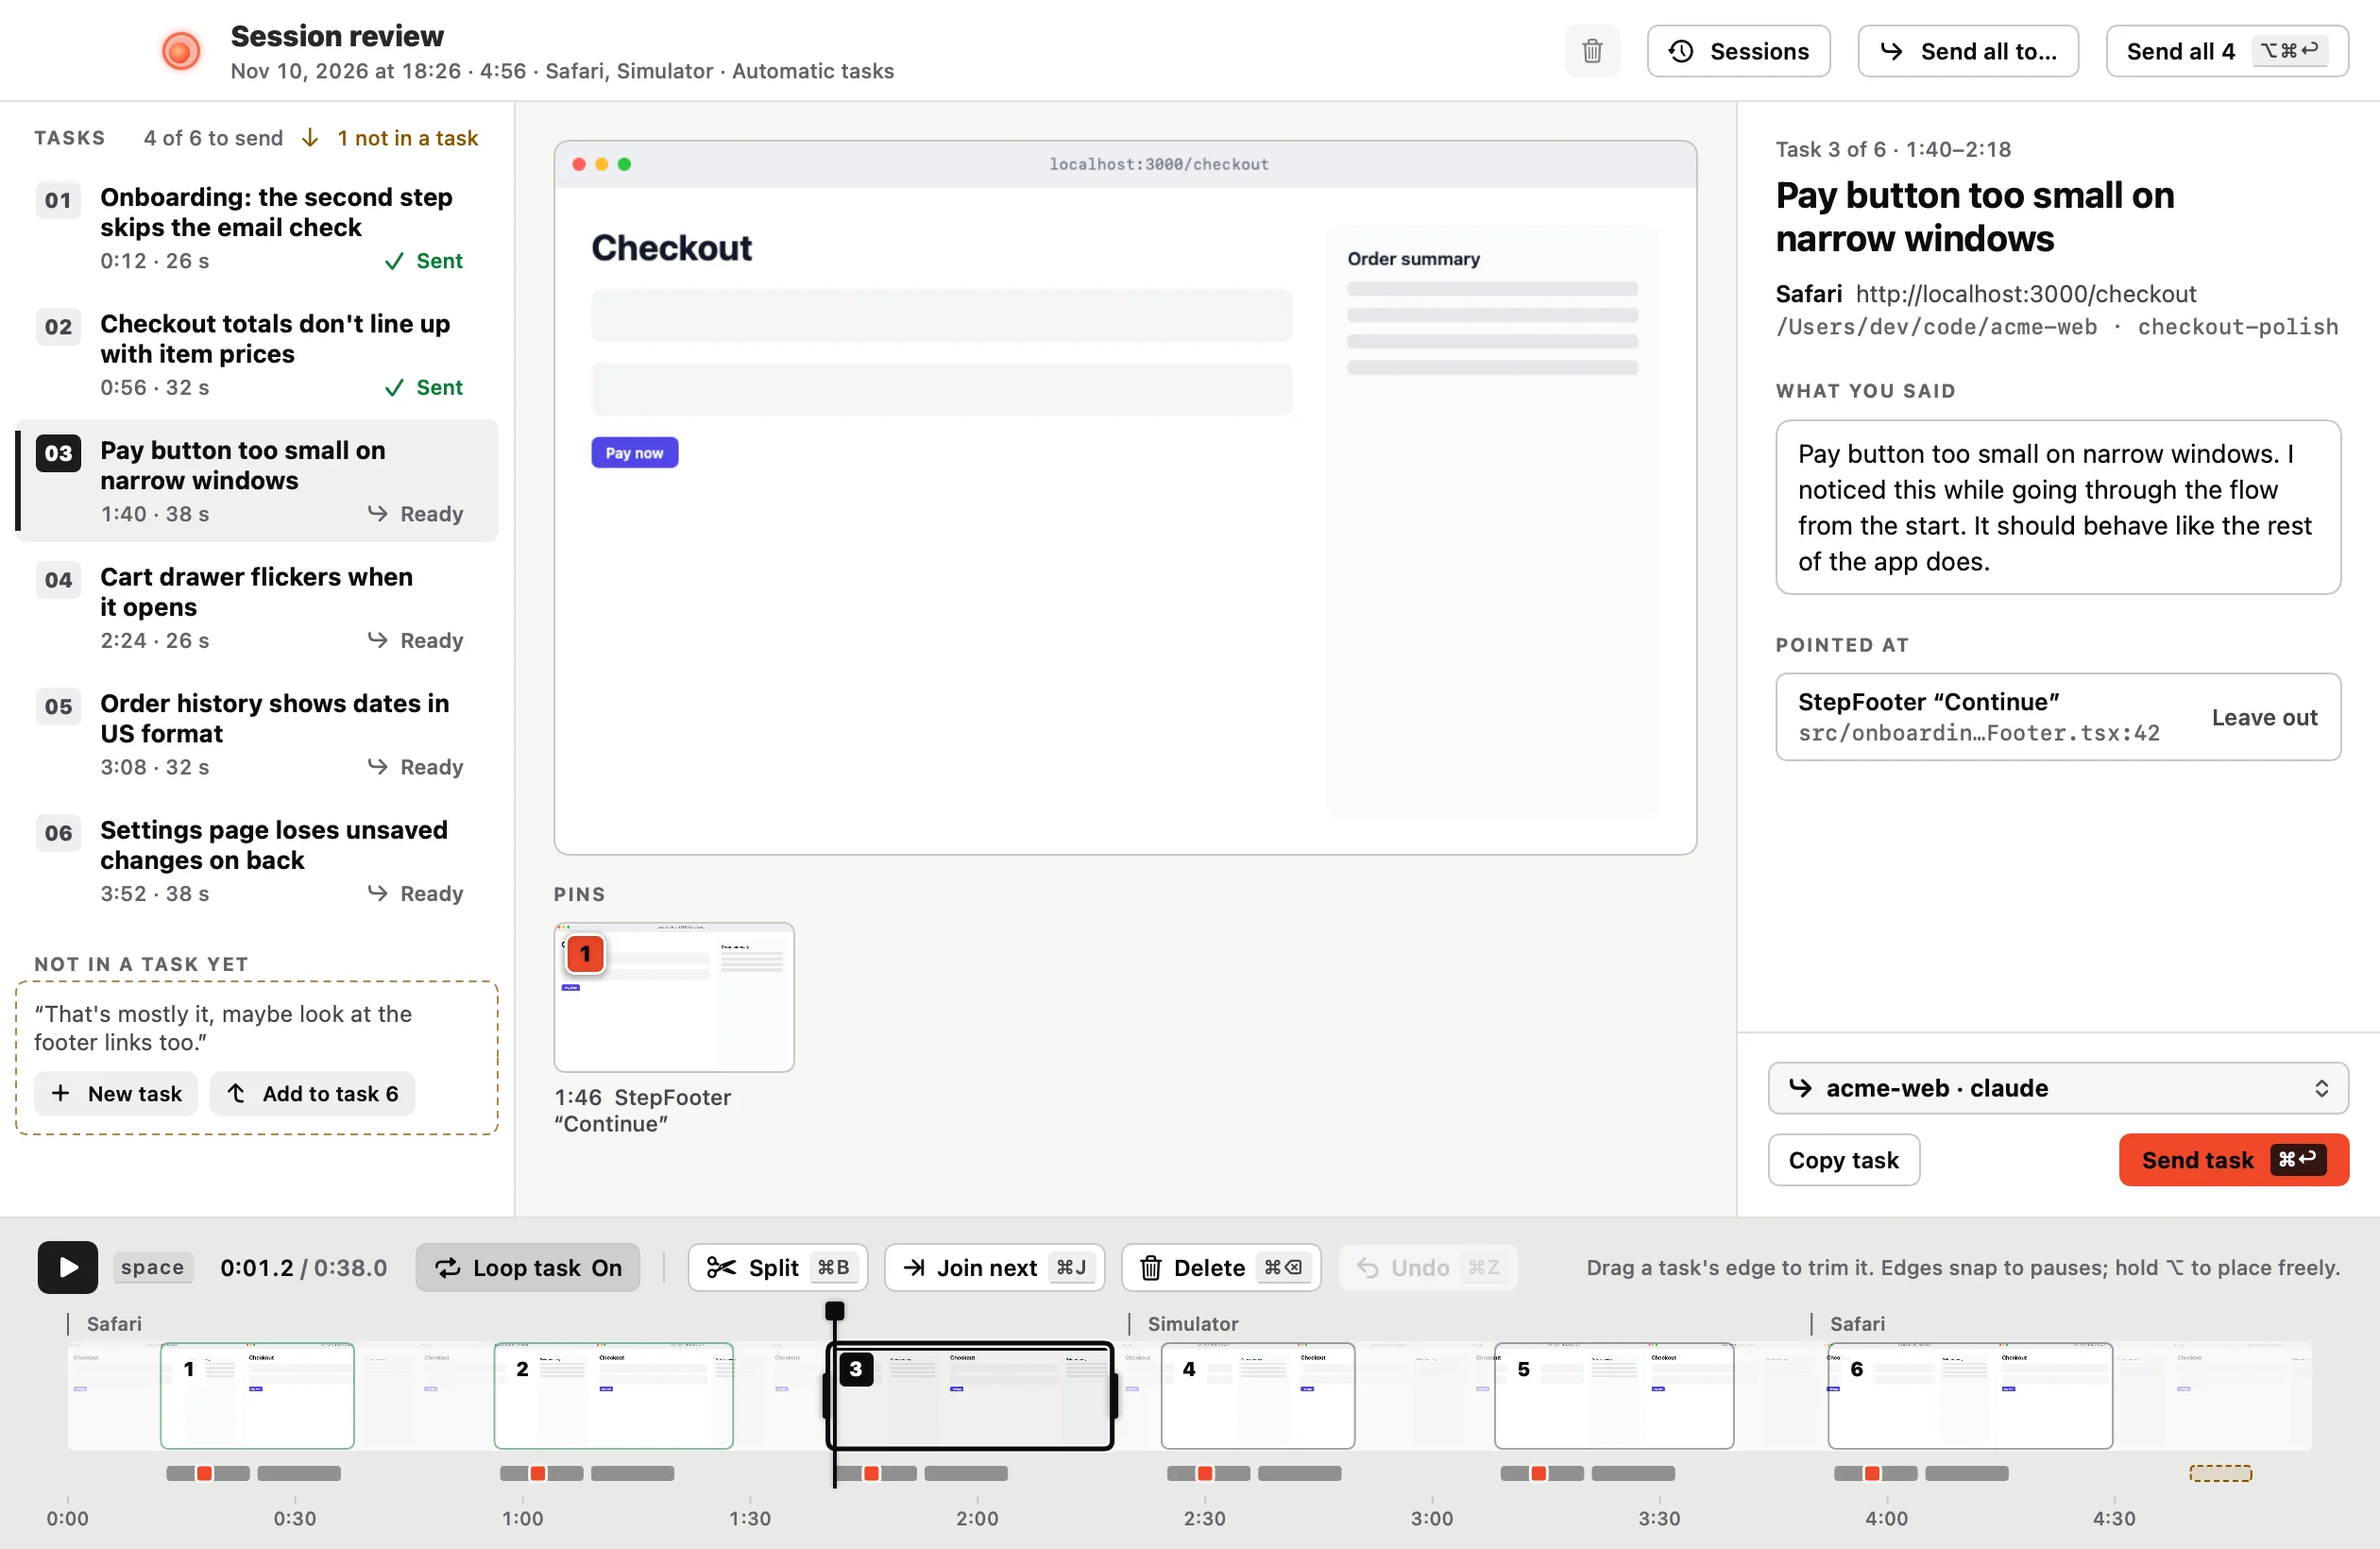 Session review
Nov 10, 2026 at 18:26 · 4:56 · Safari, Simulator · Automatic tasks
Sessions
Send all to...
Send all 4 ⌥⌘↩
TASKS 4 of 6 to send ↓ 1 not in a task
01 Onboarding: the second step
skips the email check
0:12 · 26 s ✓ Sent
02 Checkout totals don't line up
with item prices
0:56 · 32 s ✓ Sent
03 Pay button too small on
narrow windows
1:40 · 38 s Ready
04 Cart drawer flickers when
it opens
2:24 · 26 s Ready
05 Order history shows dates in
US format
3:08 · 32 s Ready
06 Settings page loses unsaved
changes on back
3:52 · 38 s Ready
NOT IN A TASK YET
“That's mostly it, maybe look at the
footer links too.”
+ New task
Add to task 6
localhost:3000/checkout
Checkout
Order summary
Pay now
PINS
1
1:46 StepFooter
“Continue”
Task 3 of 6 · 1:40–2:18
Pay button too small on
narrow windows
Safari http://localhost:3000/checkout
/Users/dev/code/acme-web · checkout-polish
WHAT YOU SAID
Pay button too small on narrow windows. I
noticed this while going through the flow
from the start. It should behave like the rest
of the app does.
POINTED AT
StepFooter “Continue”
src/onboardin…Footer.tsx:42
Leave out
acme-web · claude
Copy task
Send task ⌘↩
space
0:01.2 / 0:38.0
Loop task On
Split ⌘B
Join next ⌘J
Delete ⌘⌫
Undo ⌘Z
Drag a task's edge to trim it. Edges snap to pauses; hold ⌥ to place freely.
Safari
Simulator
Safari
1 Checkout
2 Checkout
3 Checkout
4 Checkout
5 Checkout
6 Checkout
0:00 0:30 1:00 1:30 2:00 2:30 3:00 3:30 4:00 4:30